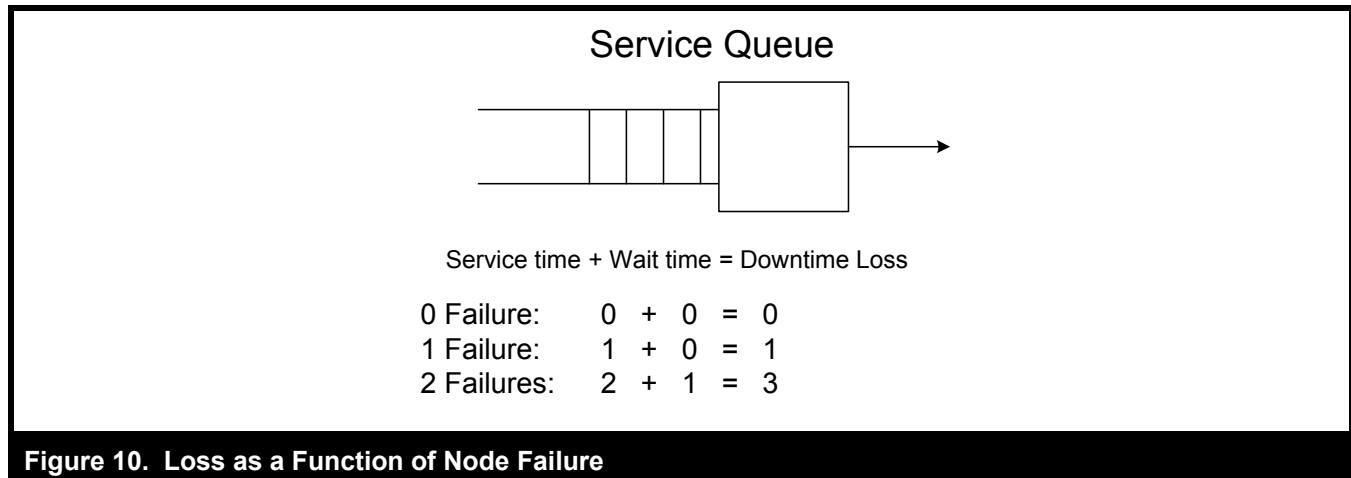 Service Queue
Service time + Wait time = Downtime Loss
0 Failure: 0 + 0 = 0
1 Failure: 1 + 0 = 1
2 Failures: 2 + 1 = 3
Figure 10. Loss as a Function of Node Failure